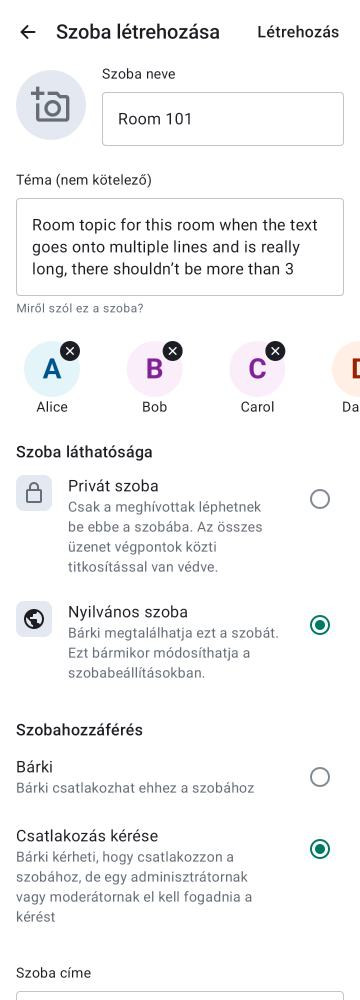 Szoba létrehozása
Létrehozás
Szoba neve
Room 101
Téma (nem kötelező)
Room topic for this room when the text
goes onto multiple lines and is really
long, there shouldn’t be more than 3
Miről szól ez a szoba?
A
B
C
Alice
Bob
Carol
Da
Szoba láthatósága
Privát szoba
Csak a meghívottak léphetnek
be ebbe a szobába. Az összes
üzenet végpontok közti
titkosítással van védve.
Nyilvános szoba
Bárki megtalálhatja ezt a szobát.
Ezt bármikor módosíthatja a
szobabeállításokban.
Szobahozzáférés
Bárki
Bárki csatlakozhat ehhez a szobához
Csatlakozás kérése
Bárki kérheti, hogy csatlakozzon a
szobához, de egy adminisztrátornak
vagy moderátornak el kell fogadnia a
kérést
Szoba címe